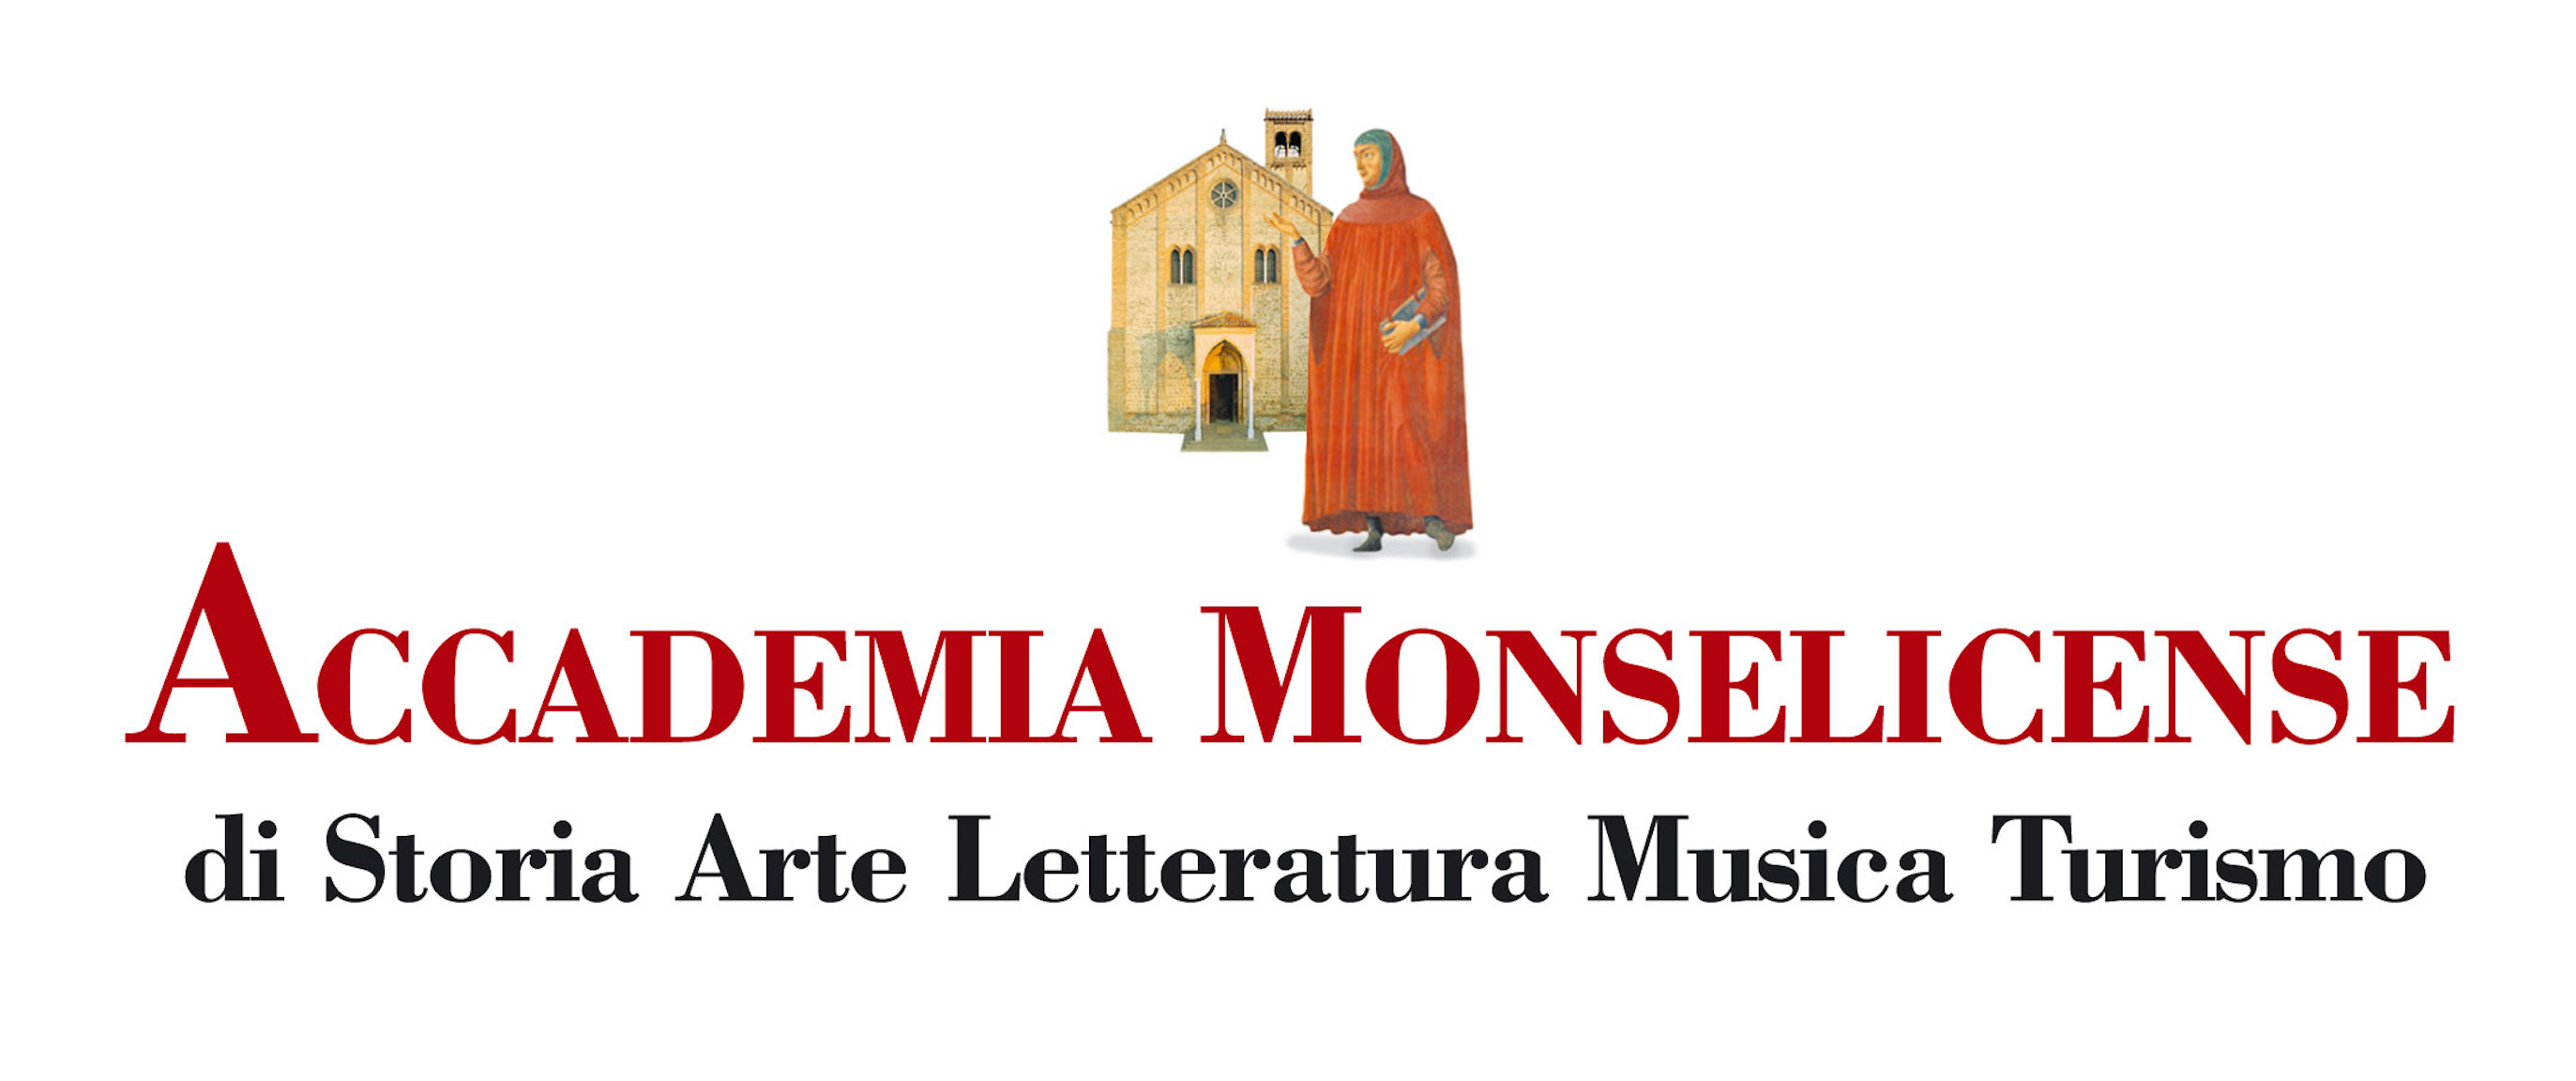 ACCADEMIA MONSELICENSE
di Storia Arte Letteratura Musica Turismo